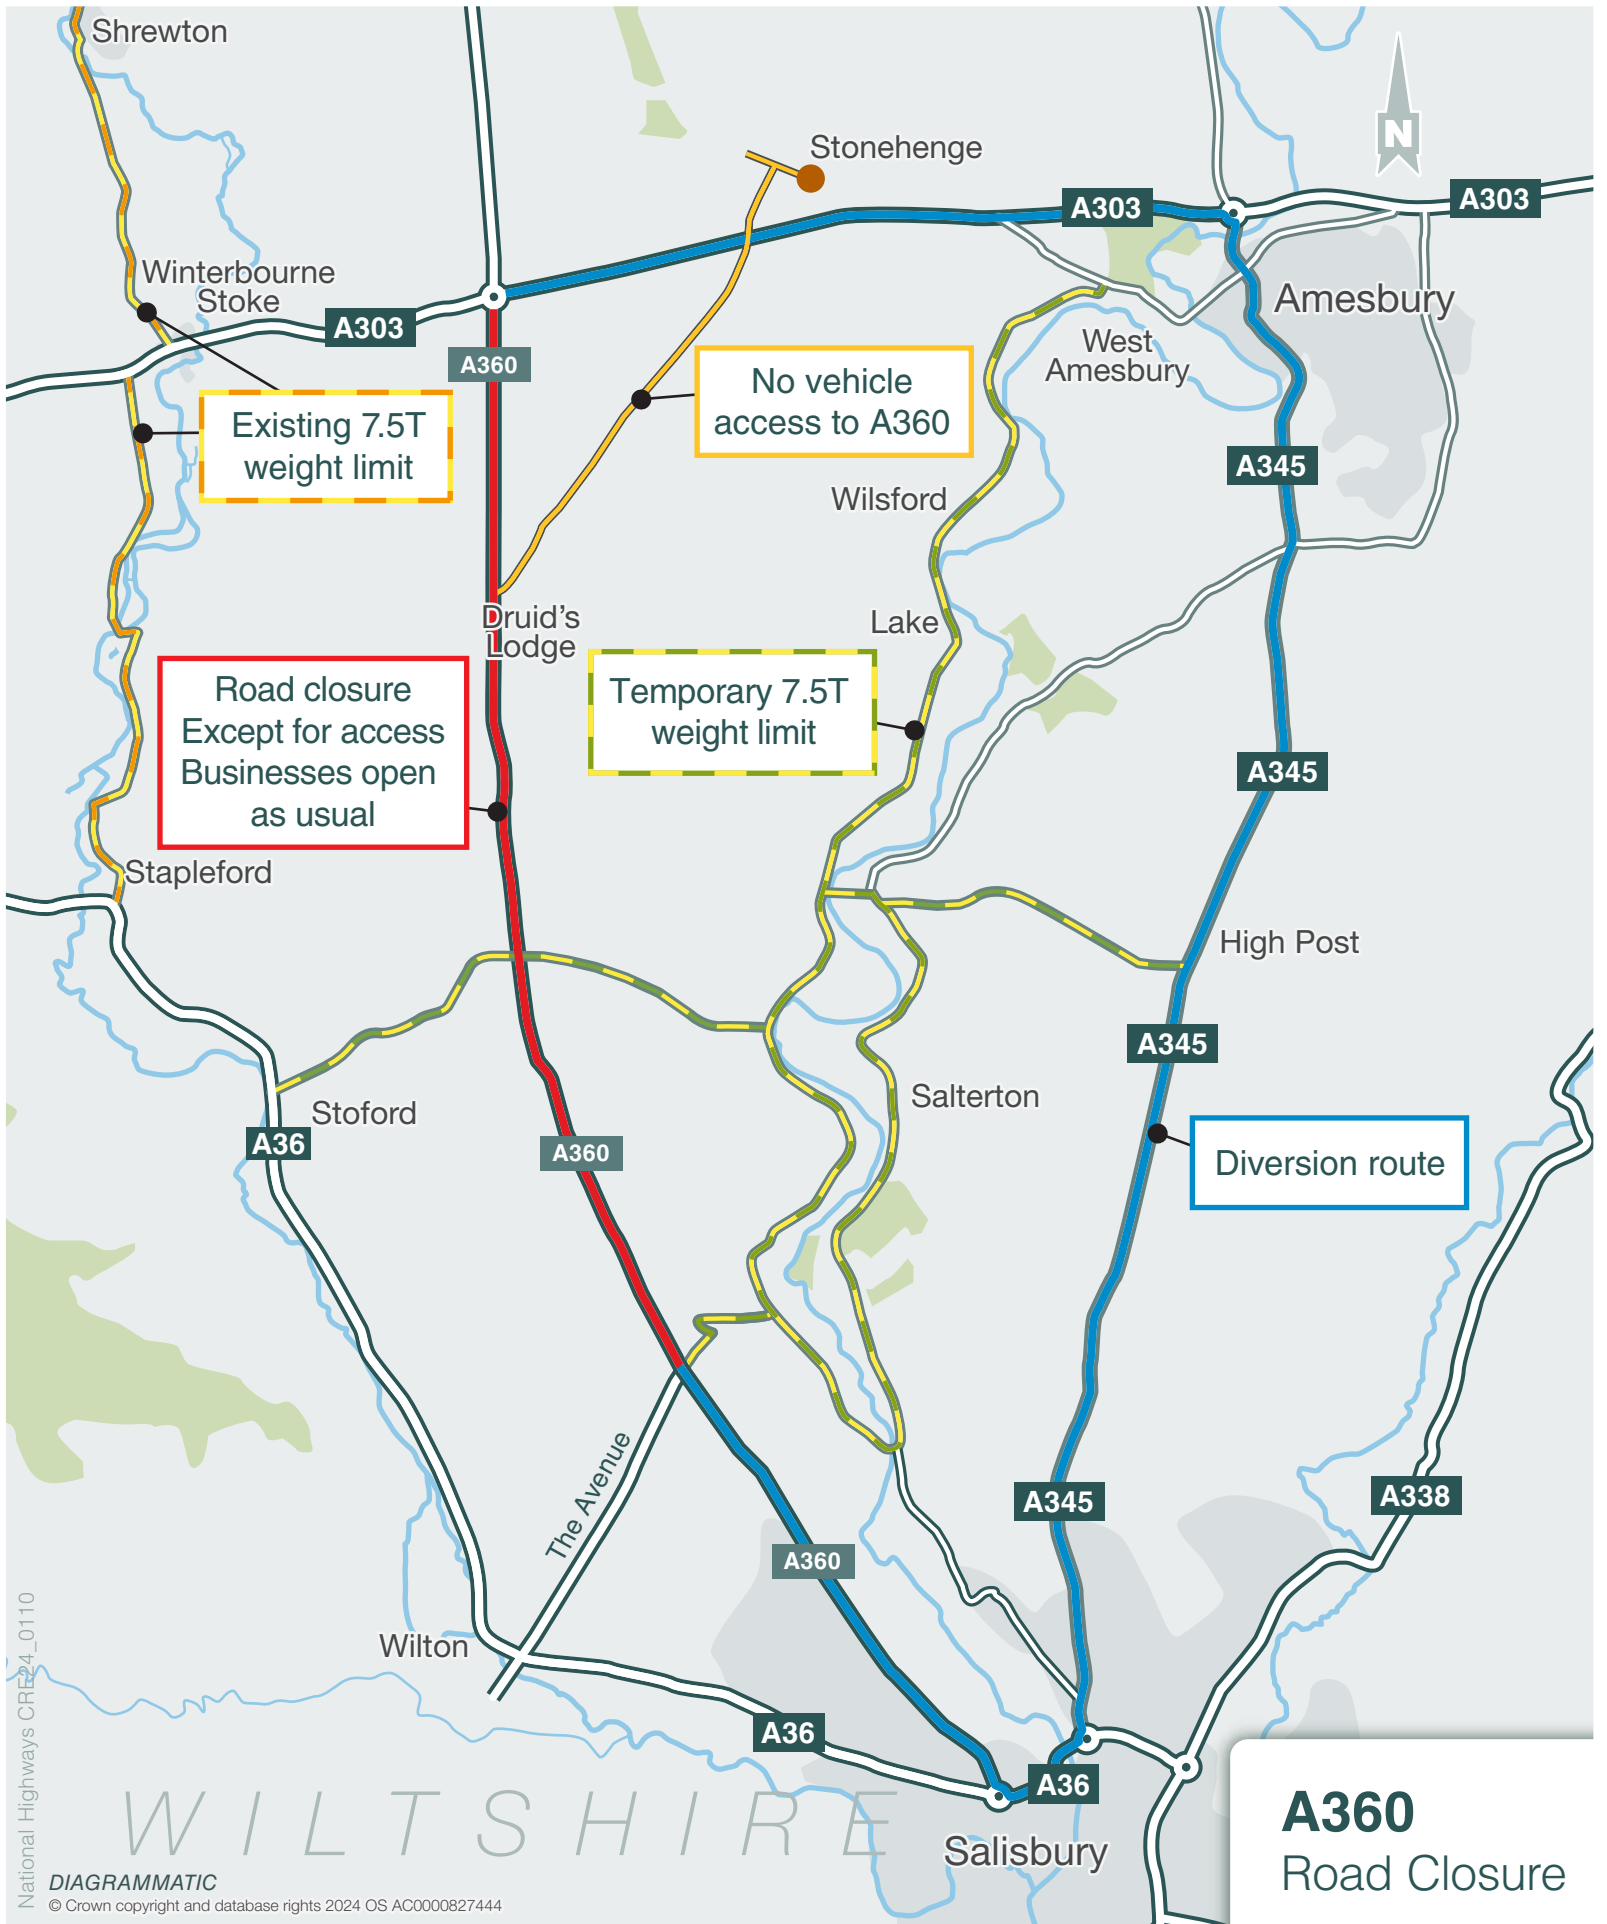 Shrewton
Stonehenge
N
A303
A303
Winterbourne
Stoke
A303
Amesbury
A360
West
Amesbury
No vehicle
access to A360
Existing 7.5T
weight limit
A345
Wilsford
Druid's
Lodge
Lake
Road closure
Except for access
Businesses open
as usual
Temporary 7.5T
weight limit
A345
Stapleford
High Post
A345
Salterton
Stoford
A36
A360
Diversion route
The Avenue
A345
A338
A360
Wilton
A36
A36
Salisbury
WILTSHIRE
A360
Road Closure
National Highways CRE24_0110
DIAGRAMMATIC
© Crown copyright and database rights 2024 OS AC0000827444